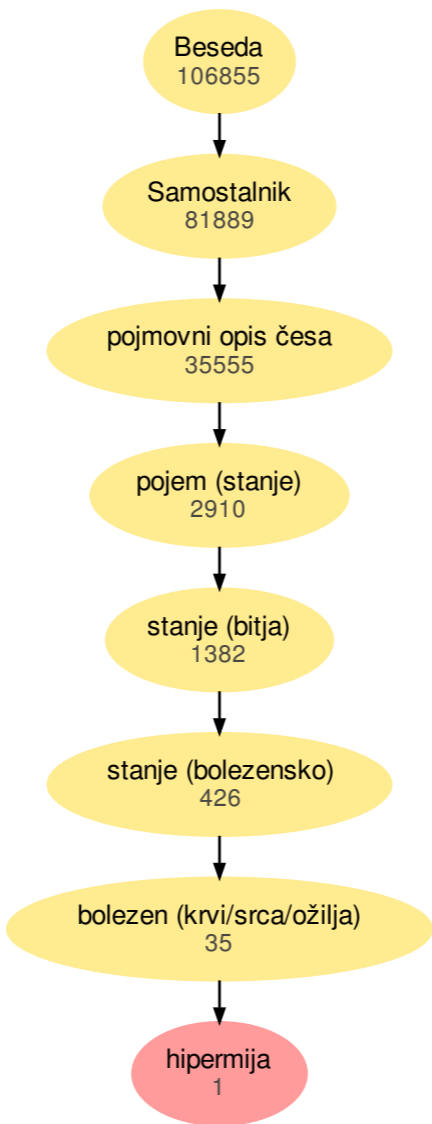 Beseda
106855
Samostalnik
81889
pojmovni opis česa
35555
pojem (stanje)
2910
stanje (bitja)
1382
stanje (bolezensko)
426
bolezen (krvi/srca/ožilja)
35
hipermija
1